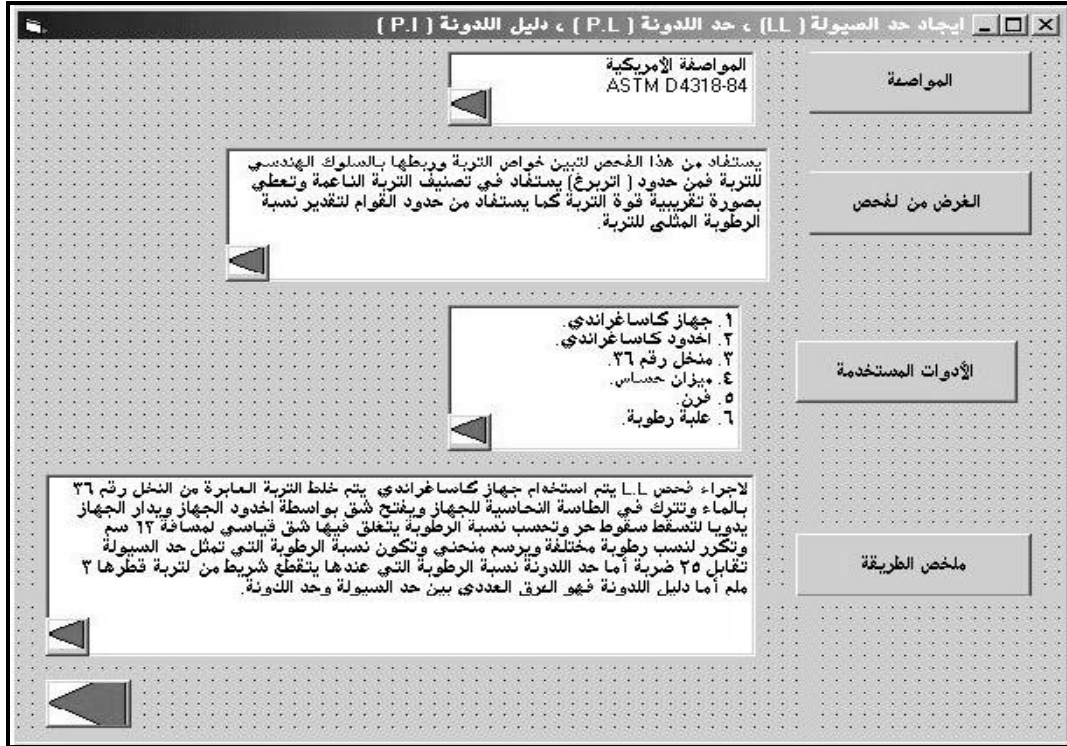 ايجاد حد السيولة ( LL) ، حد اللدونة ( P.L ) ، دليل اللدونة ( P.I )
المواصفة
المواصفة الأمريكية
ASTM D4318-84
الغرض من لفحص
يستفاد من هذا الفحص لتبين خواص التربة وربطها بالسلوك الهندسي
للتربة فمن حدود ( اتربرغ) يستفاد في تصنيف التربة الناعمة وتعطي
بصورة تقريبية قوة التربة كما يستفاد من حدود القوام لتقدير نسبة
الرطوبة المثلى للتربة.
الأدوات المستخدمة
١. جهاز كاساغراندي.
٢. اخدود كاساغراندي.
٣. منخل رقم ٣٦.
٤. ميزان حساس.
٥. فرن.
٦. علبة رطوبة.
ملخص الطريقة
لاجراء فحص L.L يتم استخدام جهاز كاساغراندي يتم خلط التربة العابرة من النخل رقم ٣٦
بالماء وتترك في الطاسة النحاسية للجهاز ويفتح شق بواسطة اخدود الجهاز ويدار الجهاز
يدويا لتسقط سقوط حر وتحسب نسبة الرطوبة يتغلق فيها شق قياسي لمسافة ١٣ سم
وتكرر لنسب رطوبة مختلفة ويرسم منحني وتكون نسبة الرطوبة التي تمثل حد السيولة
تقابل ٢٥ ضربة أما حد اللدونة نسبة الرطوبة التي عندها يتقطع شريط من لتربة قطرها ٣
ملم أما دليل اللدونة فهو الفرق العددي بين حد السيولة وحد اللدونة.